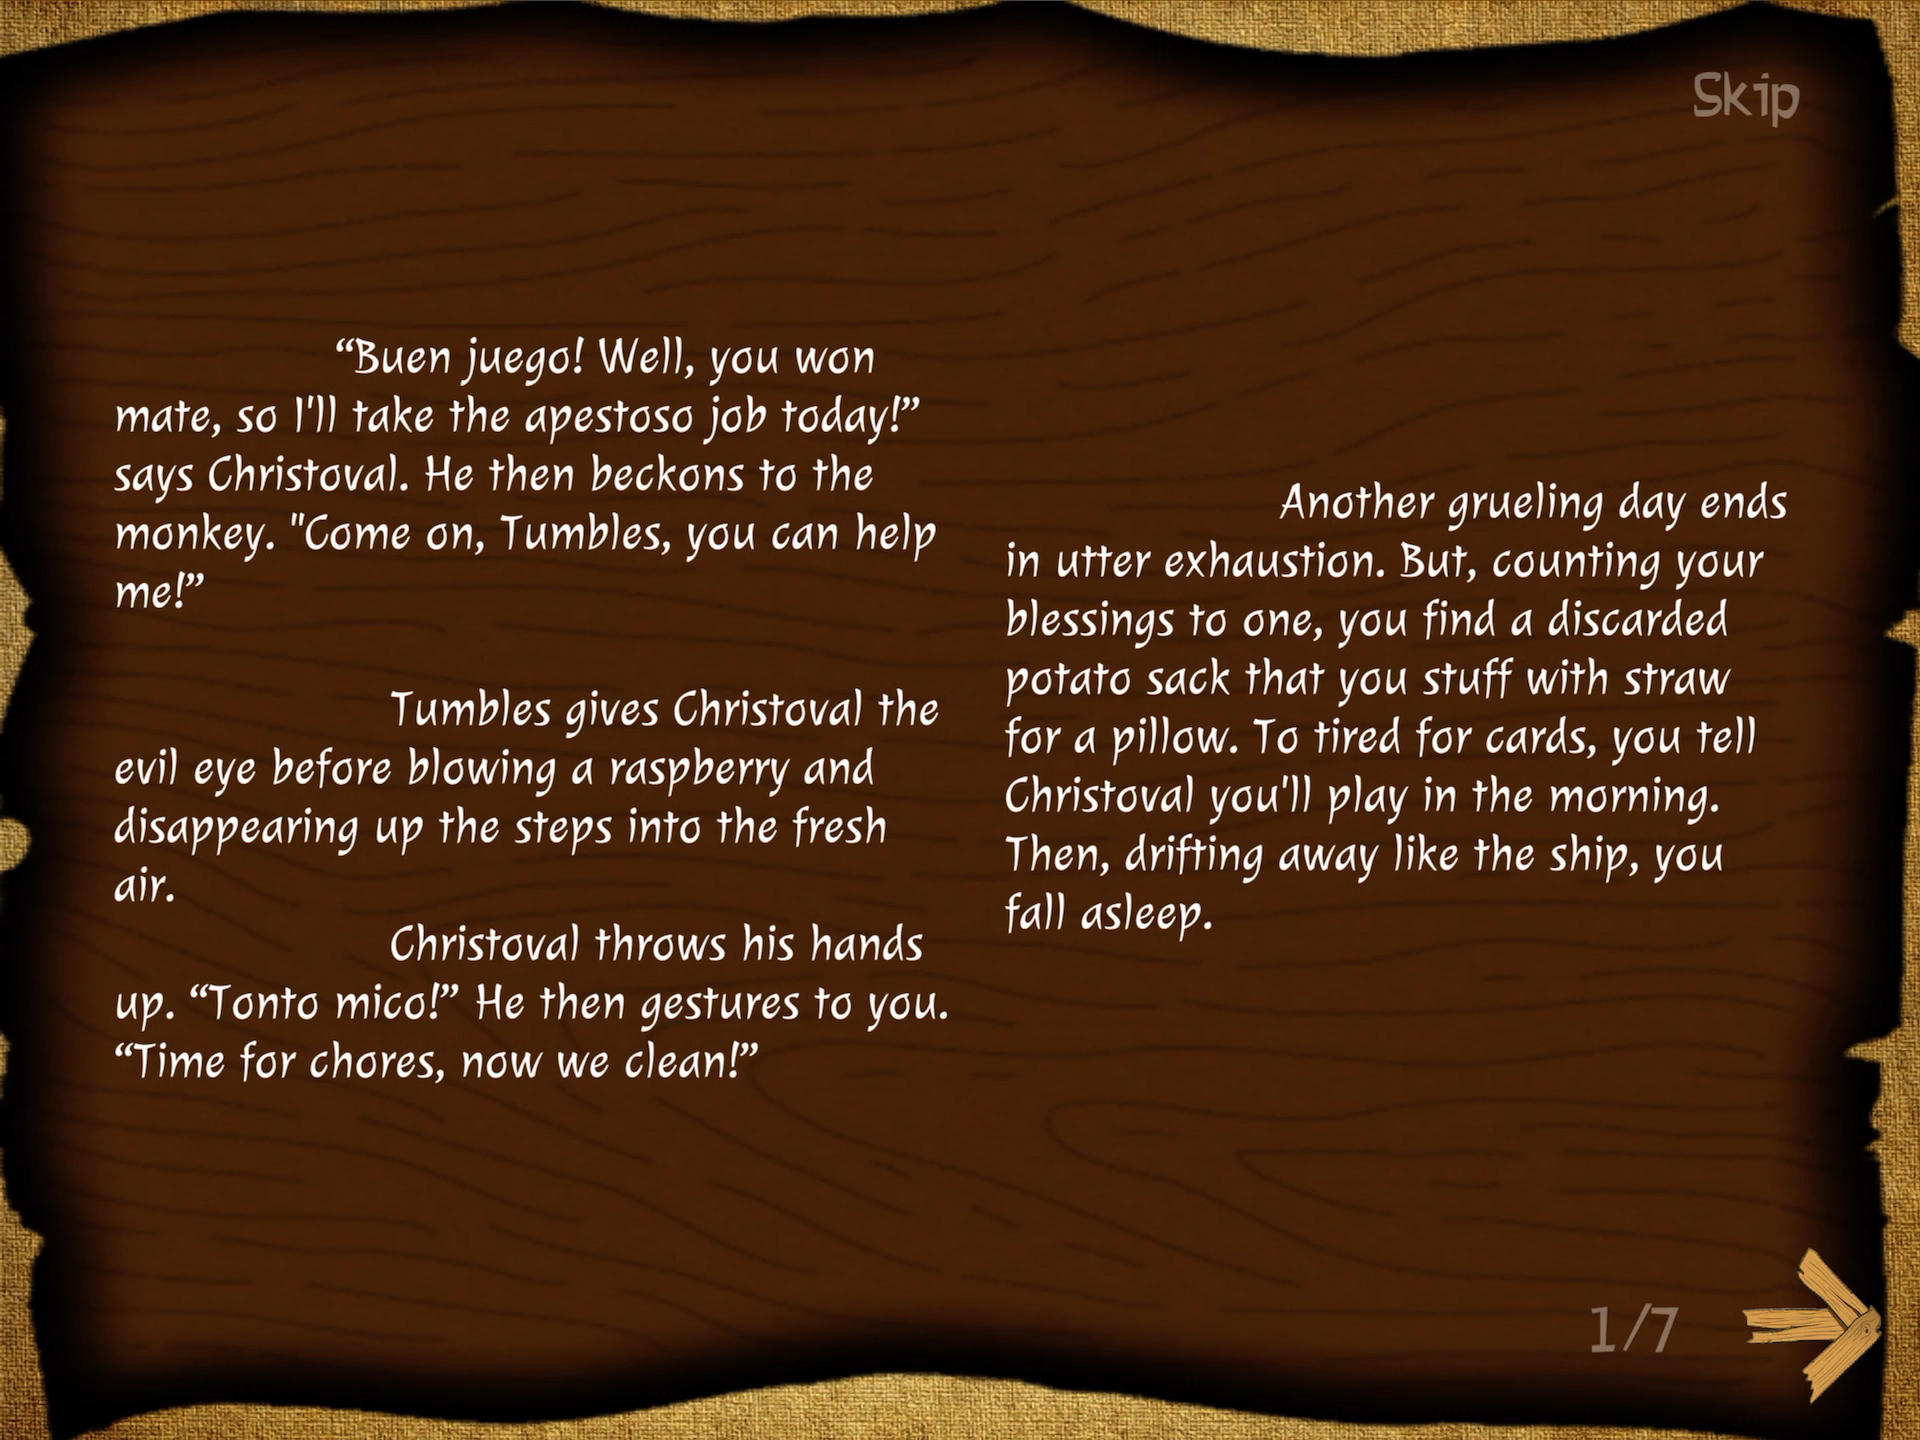 Skip
“Buen juego! Well, you won
mate, so I'll take the apestoso job today!”
says Christoval. He then beckons to the
monkey. "Come on, Tumbles, you can help
me!”
Tumbles gives Christoval the
evil eye before blowing a raspberry and
disappearing up the steps into the fresh
air.
Christoval throws his hands
up. “Tonto mico!” He then gestures to you.
“Time for chores, now we clean!”
Another grueling day ends
in utter exhaustion. But, counting your
blessings to one, you find a discarded
potato sack that you stuff with straw
for a pillow. To tired for cards, you tell
Christoval you'll play in the morning.
Then, drifting away like the ship, you
fall asleep.
1/7